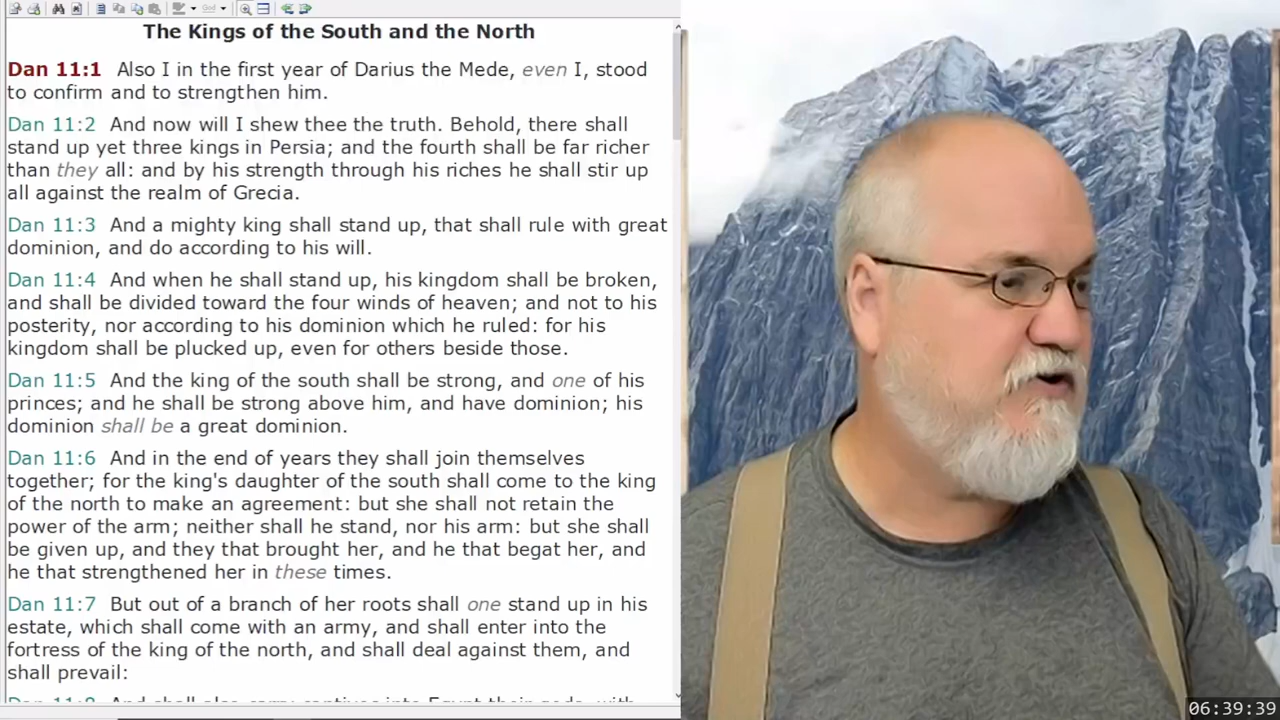 The Kings of the South and the North
Dan 11:1 Also I in the first year of Darius the Mede, even I, stood
to confirm and to strengthen him.
Dan 11:2 And now will I shew thee the truth. Behold, there shall
stand up yet three kings in Persia; and the fourth shall be far richer
than they all: and by his strength through his riches he shall stir up
all against the realm of Grecia.
Dan 11:3 And a mighty king shall stand up, that shall rule with great
dominion, and do according to his will.
Dan 11:4 And when he shall stand up, his kingdom shall be broken,
and shall be divided toward the four winds of heaven; and not to his
posterity, nor according to his dominion which he ruled: for his
kingdom shall be plucked up, even for others beside those.
Dan 11:5 And the king of the south shall be strong, and one of his
princes; and he shall be strong above him, and have dominion; his
dominion shall be a great dominion.
Dan 11:6 And in the end of years they shall join themselves
together; for the king's daughter of the south shall come to the king
of the north to make an agreement: but she shall not retain the
power of the arm; neither shall he stand, nor his arm: but she shall
be given up, and they that brought her, and he that begat her, and
he that strengthened her in these times.
Dan 11:7 But out of a branch of her roots shall one stand up in his
estate, which shall come with an army, and shall enter into the
fortress of the king of the north, and shall deal against them, and
shall prevail:
Dan 11:8 And shall also carry captives into Egypt their gods, with
06:39:39